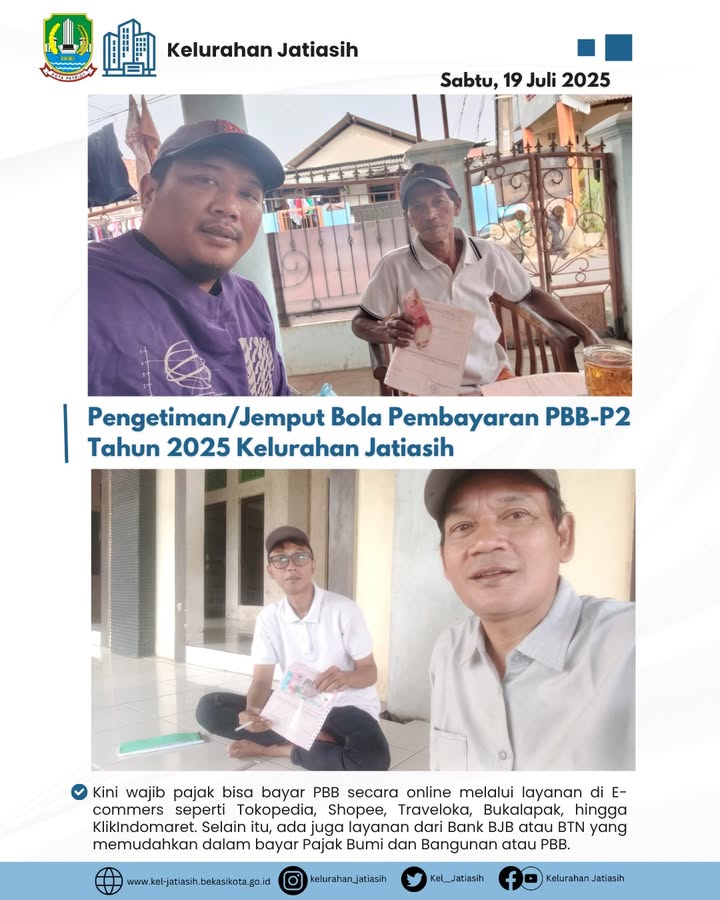 KOTA PATRIOT
Kelurahan Jatiasih
Sabtu, 19 Juli 2025
Pengetiman/Jemput Bola Pembayaran PBB-P2
Tahun 2025 Kelurahan Jatiasih
Kini wajib pajak bisa bayar PBB secara online melalui layanan di E-
commers seperti Tokopedia, Shopee, Traveloka, Bukalapak, hingga
KlikIndomaret. Selain itu, ada juga layanan dari Bank BJB atau BTN yang
memudahkan dalam bayar Pajak Bumi dan Bangunan atau PBB.
www.kel-jatiasih.bekasikota.go.id kelurahan_jatiasih Kel__Jatiasih Kelurahan Jatiasih